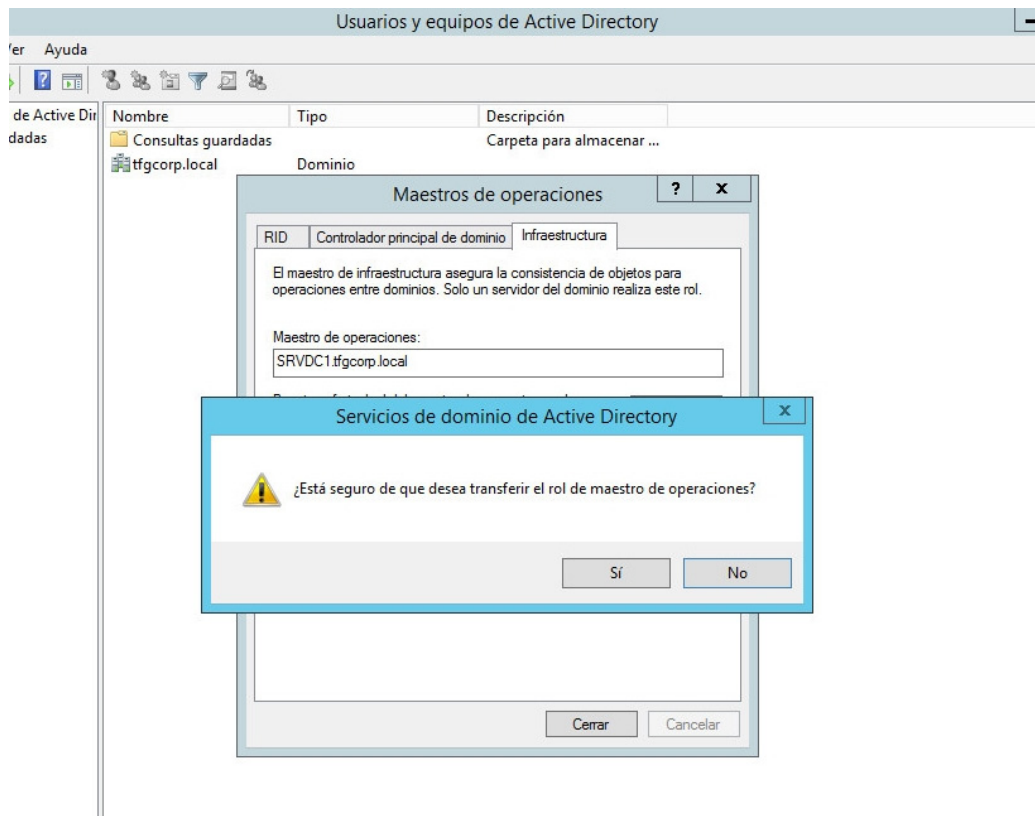 Usuarios y equipos de Active Directory
Ver Ayuda
de Active Dir Nombre Tipo Descripción
dadas Consultas guardadas Carpeta para almacenar ...
tfgcorp.local Dominio
Maestros de operaciones ? x
RID Controlador principal de dominio Infraestructura
El maestro de infraestructura asegura la consistencia de objetos para
operaciones entre dominios. Solo un servidor del dominio realiza este rol.
Maestro de operaciones:
SRVDC1.tfgcorp.local
Servicios de dominio de Active Directory x
¿Está seguro de que desea transferir el rol de maestro de operaciones?
Sí No
Cerrar Cancelar